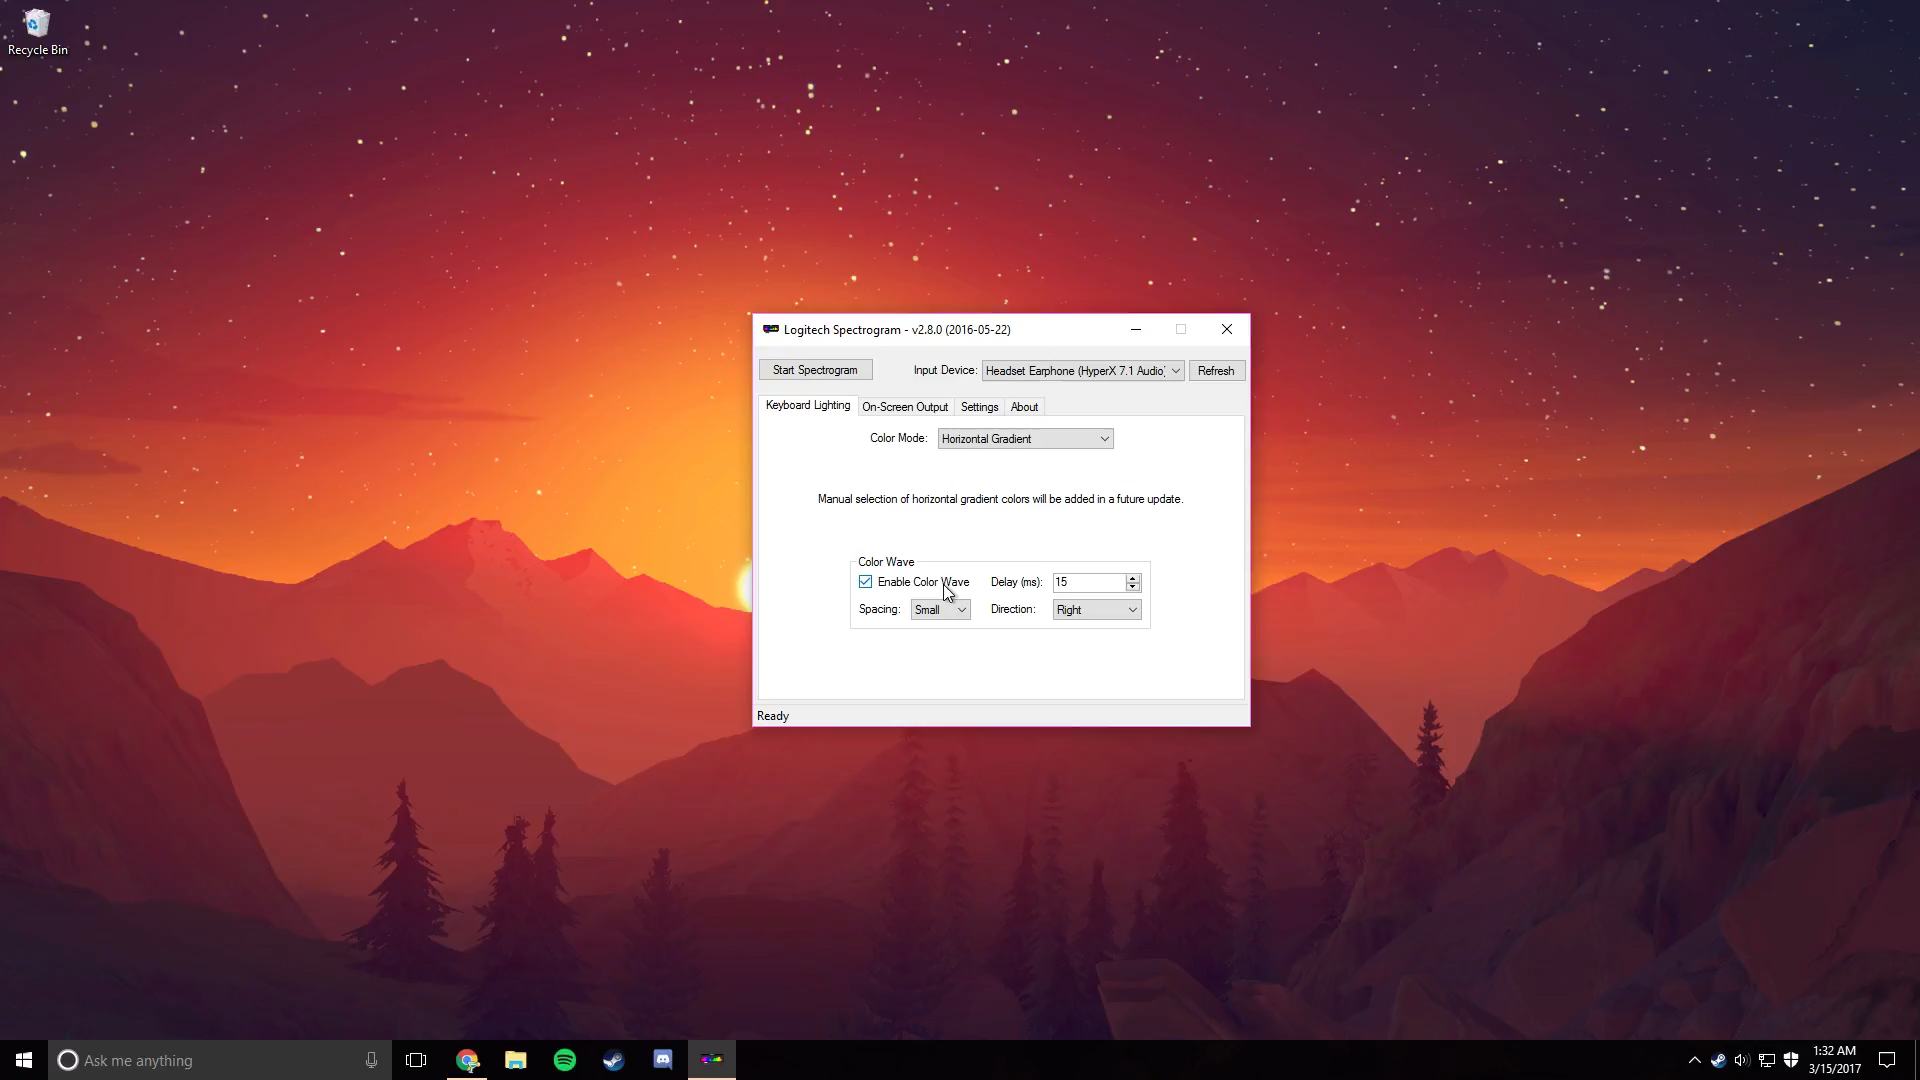 Recycle Bin
Logitech Spectrogram - v2.8.0 (2016-05-22)
Start Spectrogram
Input Device: Headset Earphone (HyperX 7.1 Audio) Refresh
Keyboard Lighting On-Screen Output Settings About
Color Mode: Horizontal Gradient
Manual selection of horizontal gradient colors will be added in a future update.
Color Wave
Enable Color Wave Delay (ms): 15
Spacing: Small Direction: Right
Ready
Ask me anything
1:32 AM
3/15/2017